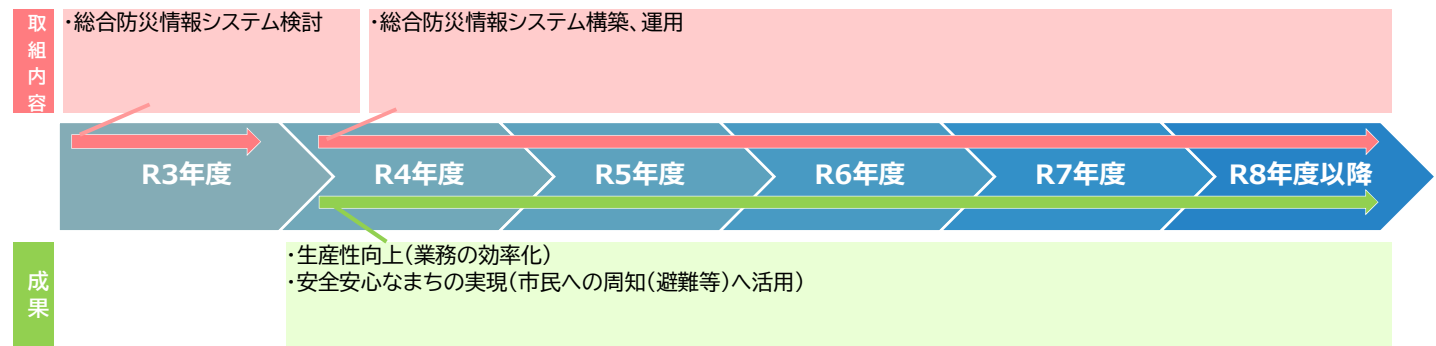 取組内容
・総合防災情報システム検討
・総合防災情報システム構築、運用
R3年度
R4年度
R5年度
R6年度
R7年度
R8年度以降
成果
・生産性向上(業務の効率化)
・安全安心なまちの実現(市民への周知(避難等)へ活用)